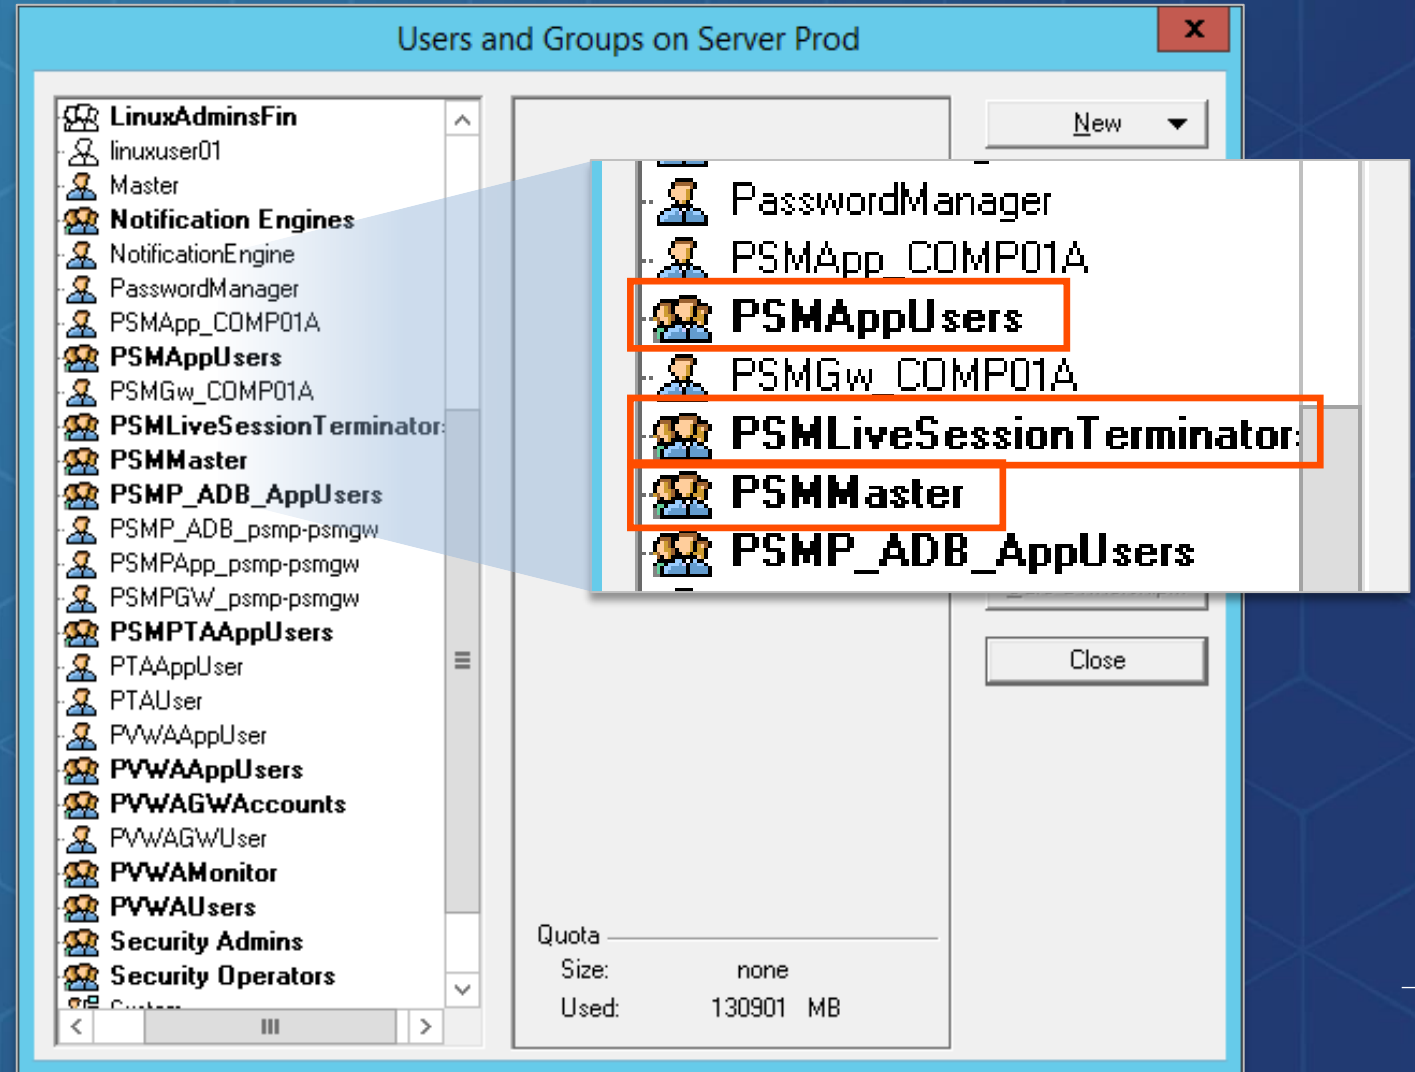 Users and Groups on Server Prod
x
LinuxAdminsFin
linuxuser01
Master
Notification Engines
NotificationEngine
PasswordManager
PSMApp_COMP01A
PSMAppUsers
PSMGw_COMP01A
PSMLiveSessionTerminator
PSMMaster
PSMP_ADB_AppUsers
PSMP_ADB_psmp-psmgw
PSMPApp_psmp-psmgw
PSMPGW_psmp-psmgw
PSMPTAAppUsers
PTAAppUser
PTAUser
PVWAAppUser
PVWAAppUsers
PVWAGWAccounts
PVWAGWUser
PVWAMonitor
PVWAUsers
Security Admins
Security Operators
New
PasswordManager
PSMApp_COMP01A
PSMAppUsers
PSMGw_COMP01A
PSMLiveSessionTerminator
PSMMaster
PSMP_ADB_AppUsers
Close
Quota
Size: none
Used: 130901 MB